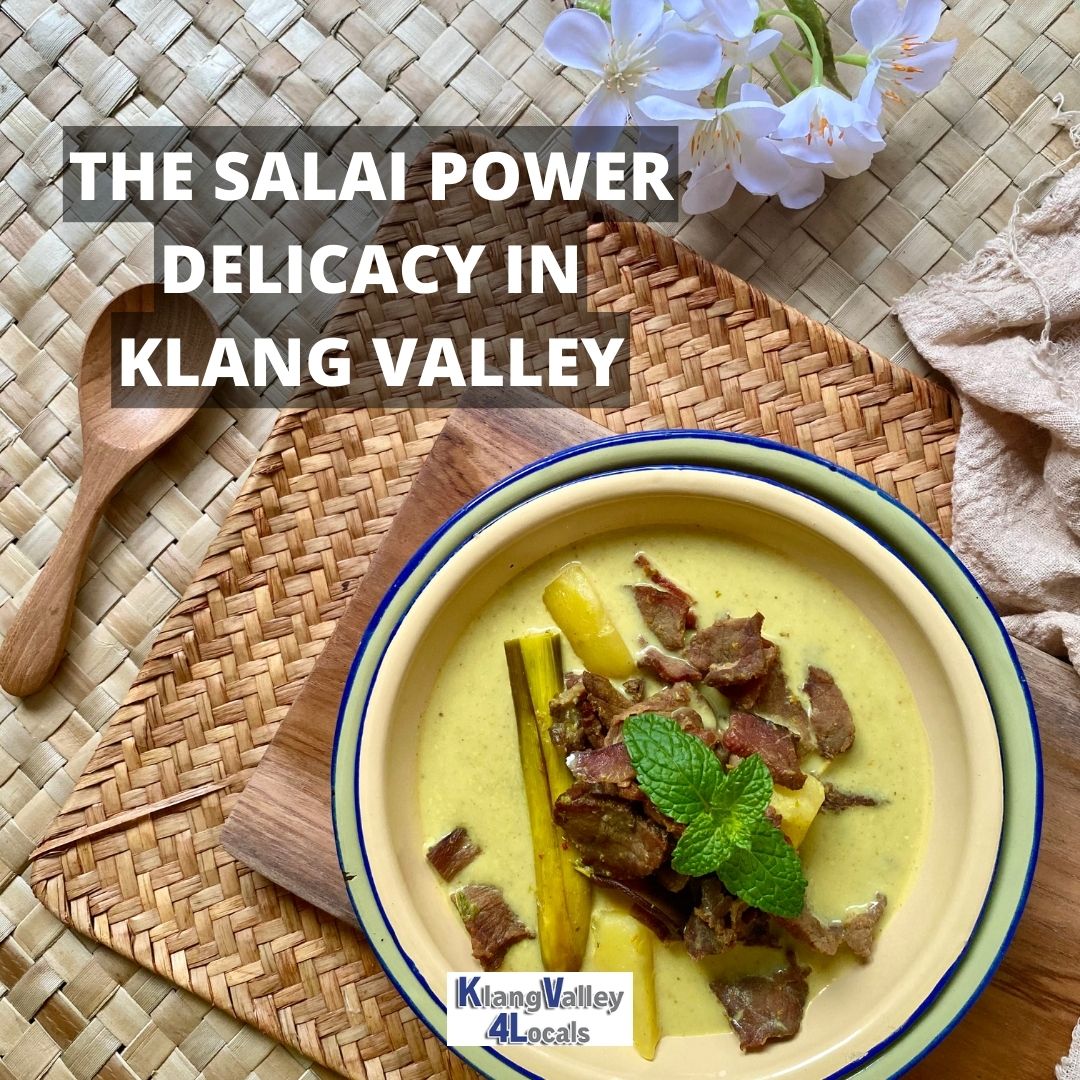 THE SALAI POWER
DELICACY IN
KLANG VALLEY
KlangValley
4Locals